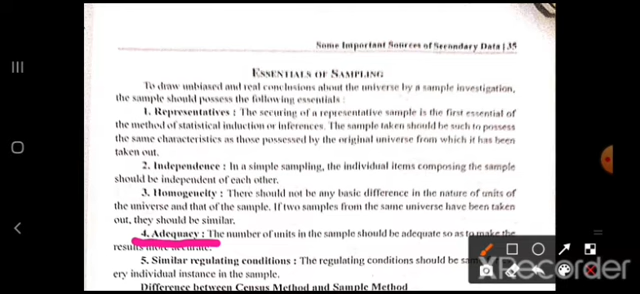 Some Important Sources of Secondary Data | 35
ESSENTIALS OF SAMPLING
To draw unbiased and real conclusions about the universe by a sample investigation,
the sample should possess the following essentials :
1. Representatives : The securing of a representative sample is the first essential of
the method of statistical induction or inferences. The sample taken should be such to possess
the same characteristics as those possessed by the original universe from which it has been
taken out.
2. Independence : In a simple sampling, the individual items composing the sample
should be independent of each other.
3. Homogeneity : There should not be any basic difference in the nature of units of
the universe and that of the sample. If two samples from the same universe have been taken
out, they should be similar.
4. Adequacy : The number of units in the sample should be adequate so as to make the
results more accurate.
5. Similar regulating conditions : The regulating conditions should be
ery individual instance in the sample.
Difference between Census Method and Sample Method
XRecorder